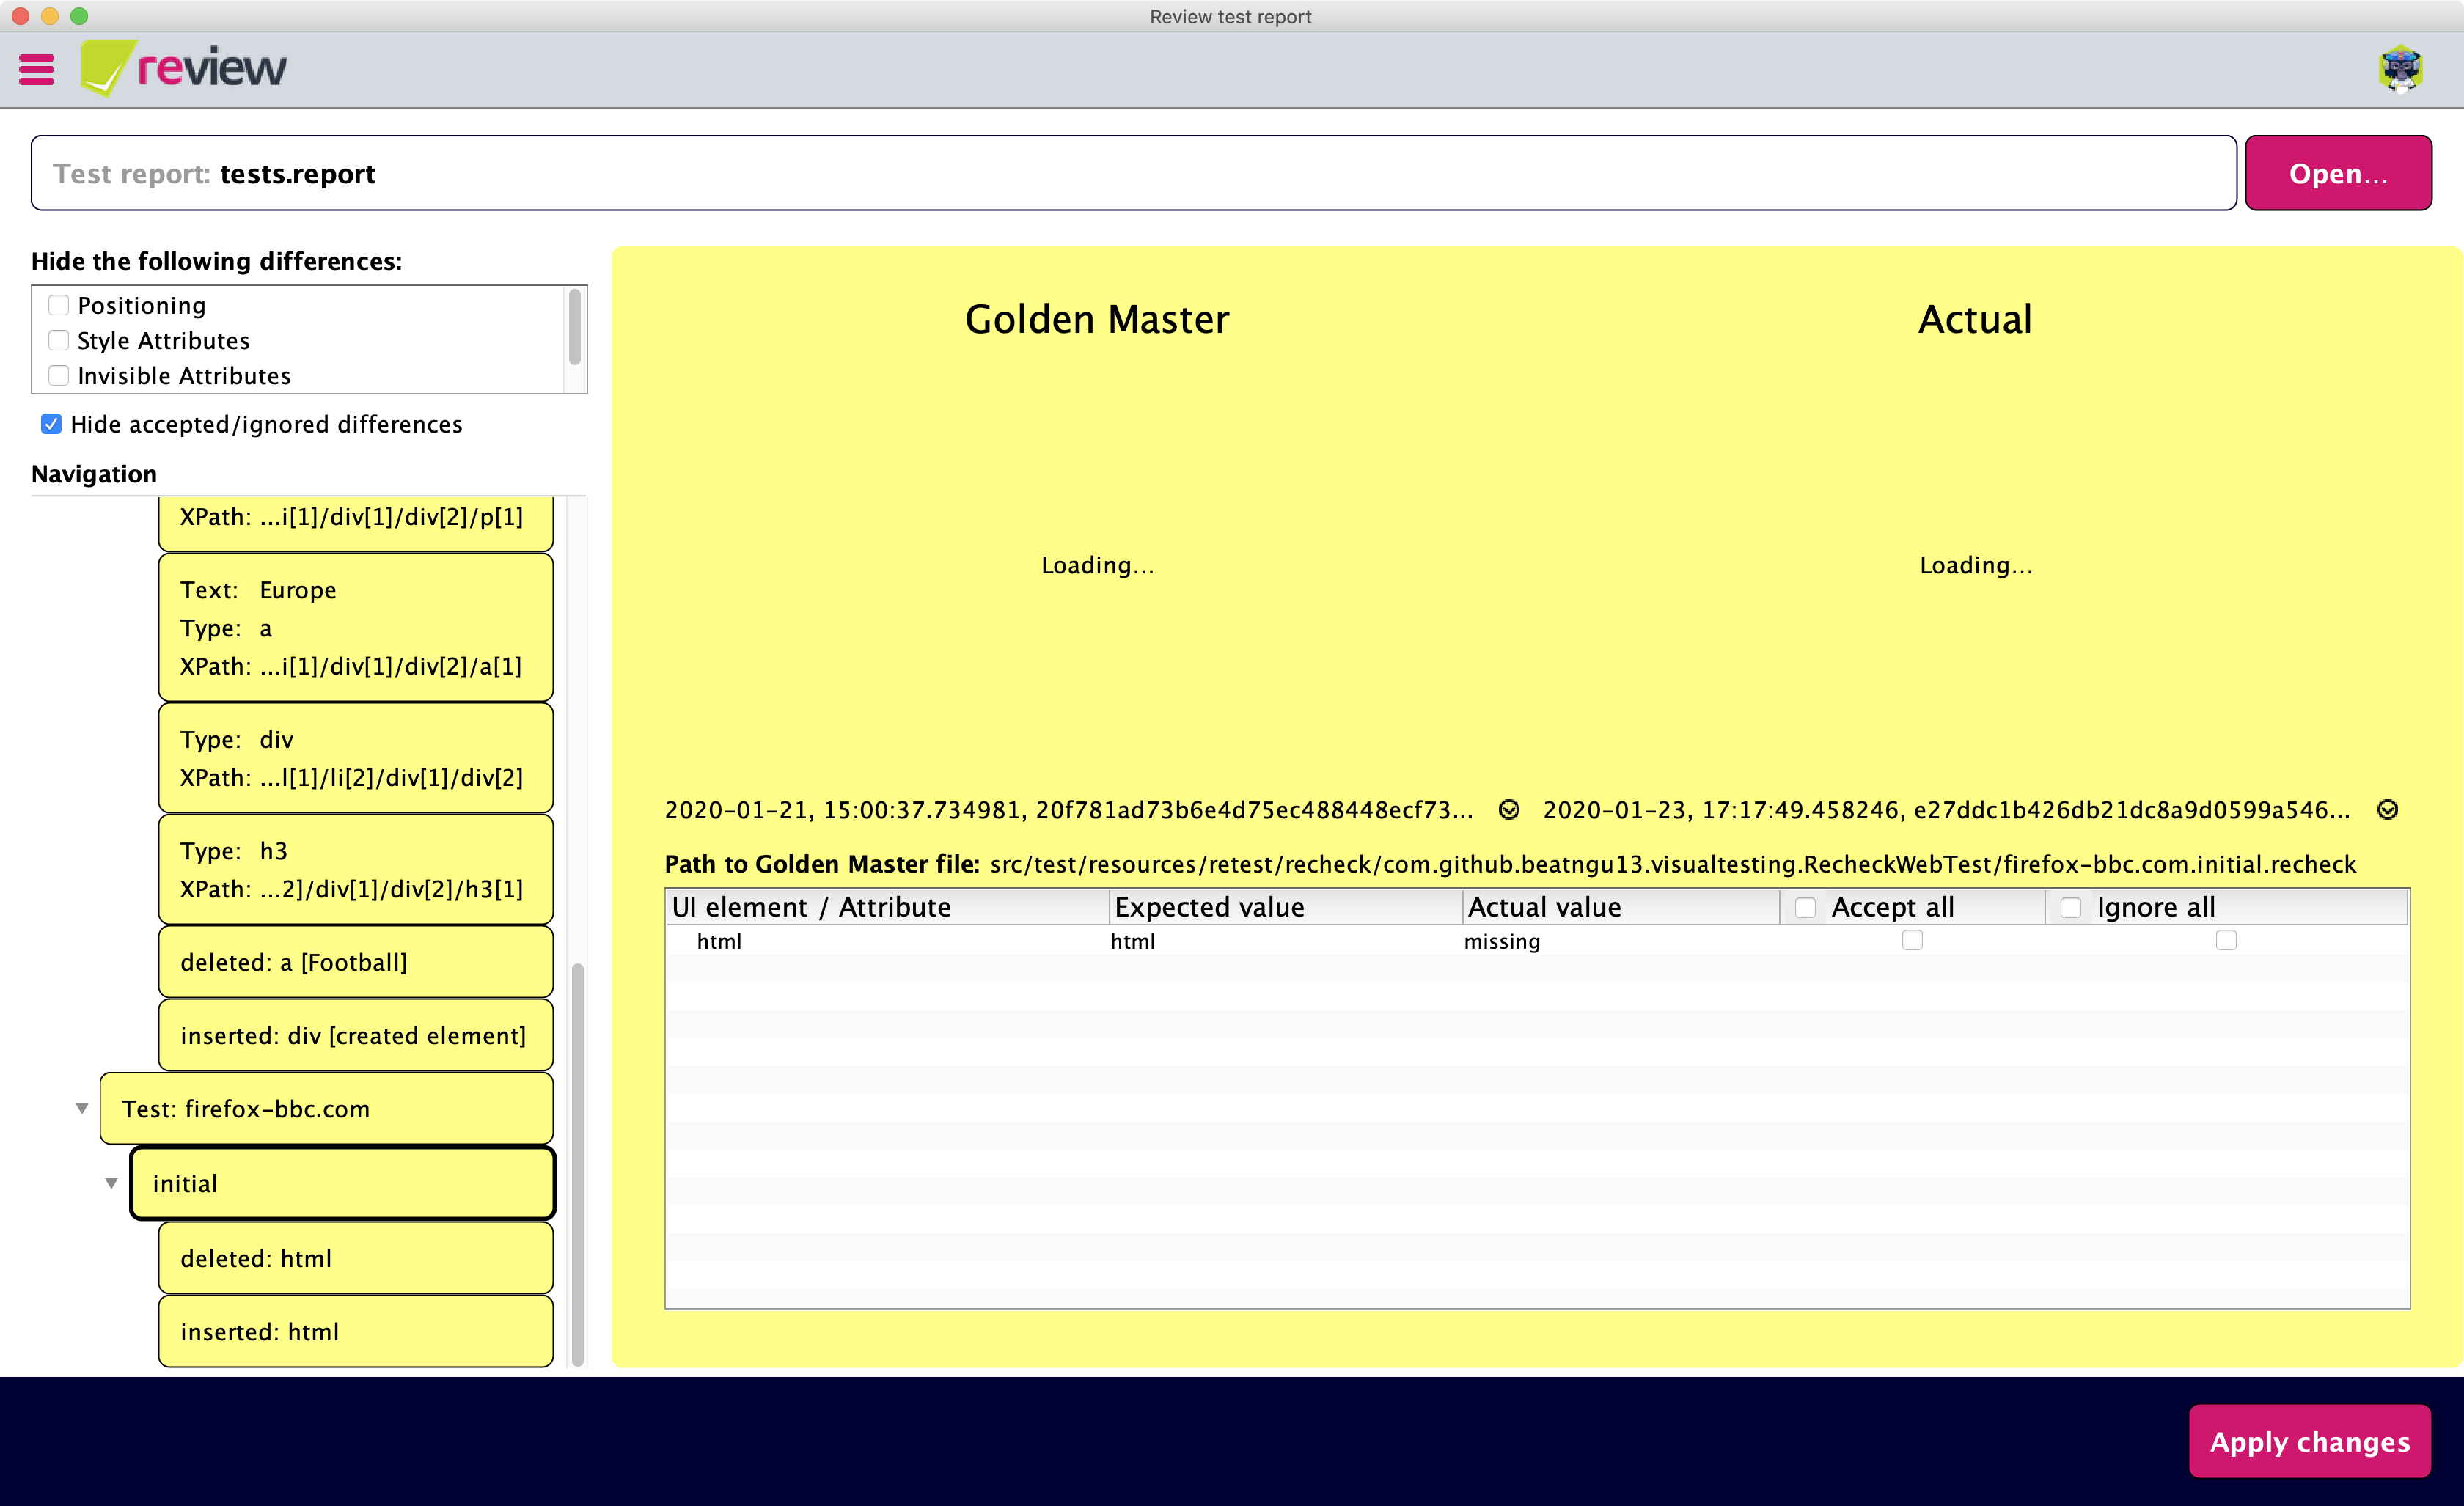 Review test report
review
Test report: tests.report
Open...
Hide the following differences:
Positioning
Style Attributes
Invisible Attributes
Hide accepted/ignored differences
Navigation
XPath: ...i[1]/div[1]/div[2]/p[1]
Text: Europe
Type: a
XPath: ...i[1]/div[1]/div[2]/a[1]
Type: div
XPath: ...l[1]/li[2]/div[1]/div[2]
Type: h3
XPath: ...2]/div[1]/div[2]/h3[1]
deleted: a [Football]
inserted: div [created element]
Test: firefox-bbc.com
initial
deleted: html
inserted: html
Golden Master
Actual
Loading...
Loading...
2020-01-21, 15:00:37.734981, 20f781ad73b6e4d75ec488448ecf73...
2020-01-23, 17:17:49.458246, e27ddc1b426db21dc8a9d0599a546...
Path to Golden Master file: src/test/resources/retest/recheck/com.github.beatngu13.visualtesting.RecheckWebTest/firefox-bbc.com.initial.recheck
UI element / Attribute Expected value Actual value Accept all Ignore all
html html missing
Apply changes